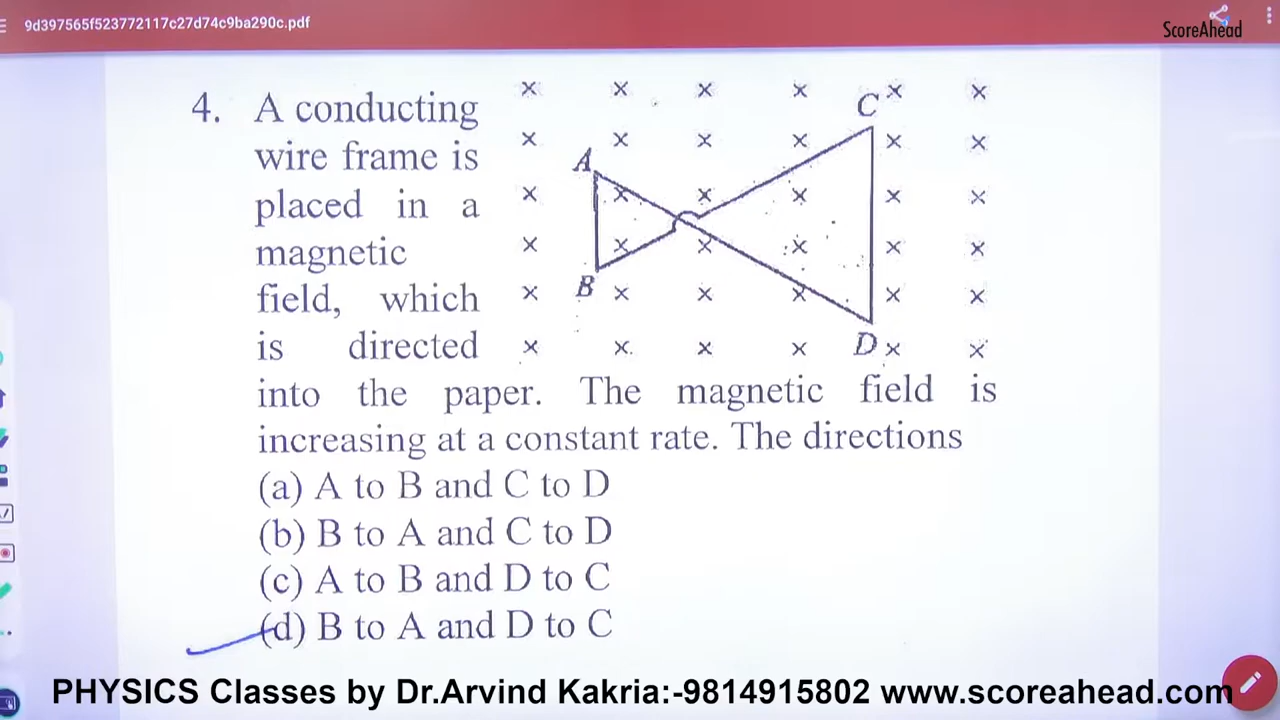 9d397565f523772117c27d74c9ba290c.pdf
ScoreAhead
4. A conducting
wire frame is
placed in a
magnetic
field, which
is directed
into the paper. The magnetic field is
increasing at a constant rate. The directions
(a) A to B and C to D
(b) B to A and C to D
(c) A to B and D to C
(d) B to A and D to C
A
B
C
D
PHYSICS Classes by Dr.Arvind Kakria:-9814915802 www.scoreahead.com